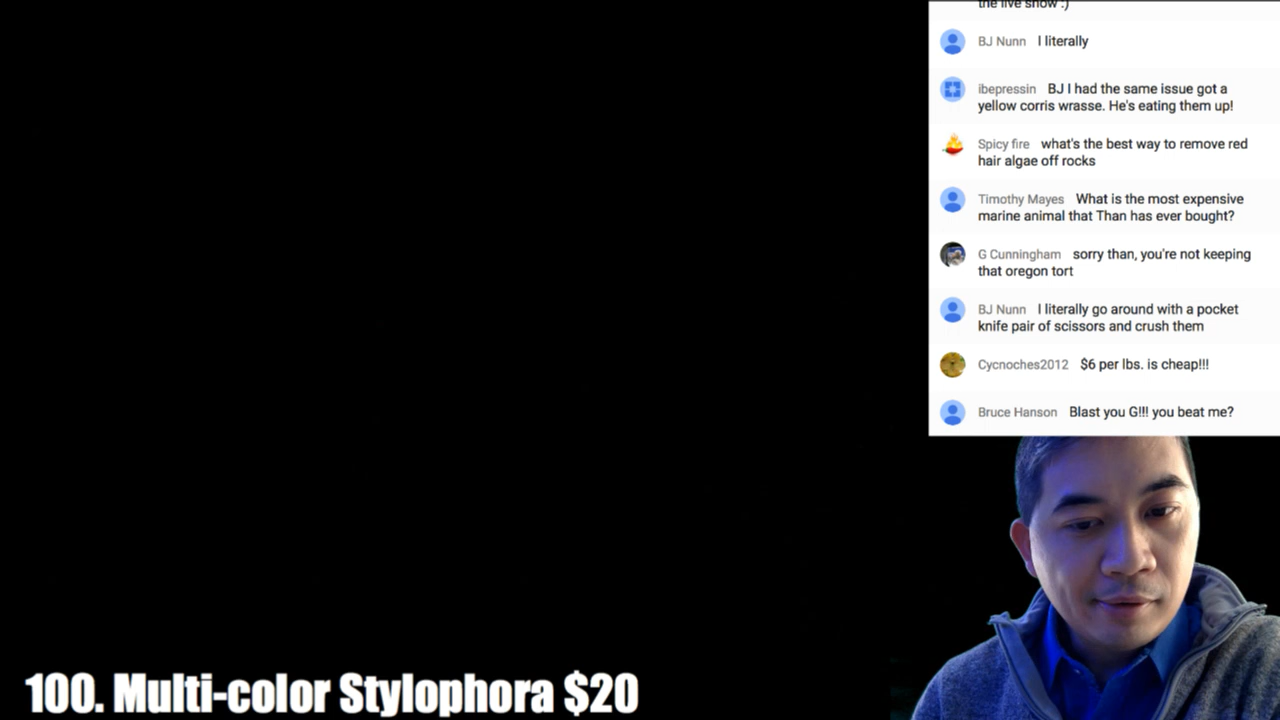 the live show :)
BJ Nunn I literally
ibepressin BJ I had the same issue got a
yellow corris wrasse. He's eating them up!
Spicy fire what's the best way to remove red
hair algae off rocks
Timothy Mayes What is the most expensive
marine animal that Than has ever bought?
G Cunningham sorry than, you're not keeping
that oregon tort
BJ Nunn I literally go around with a pocket
knife pair of scissors and crush them
Cycnoches2012 $6 per lbs. is cheap!!!
Bruce Hanson Blast you G!!! you beat me?
100. Multi-color Stylophora $20